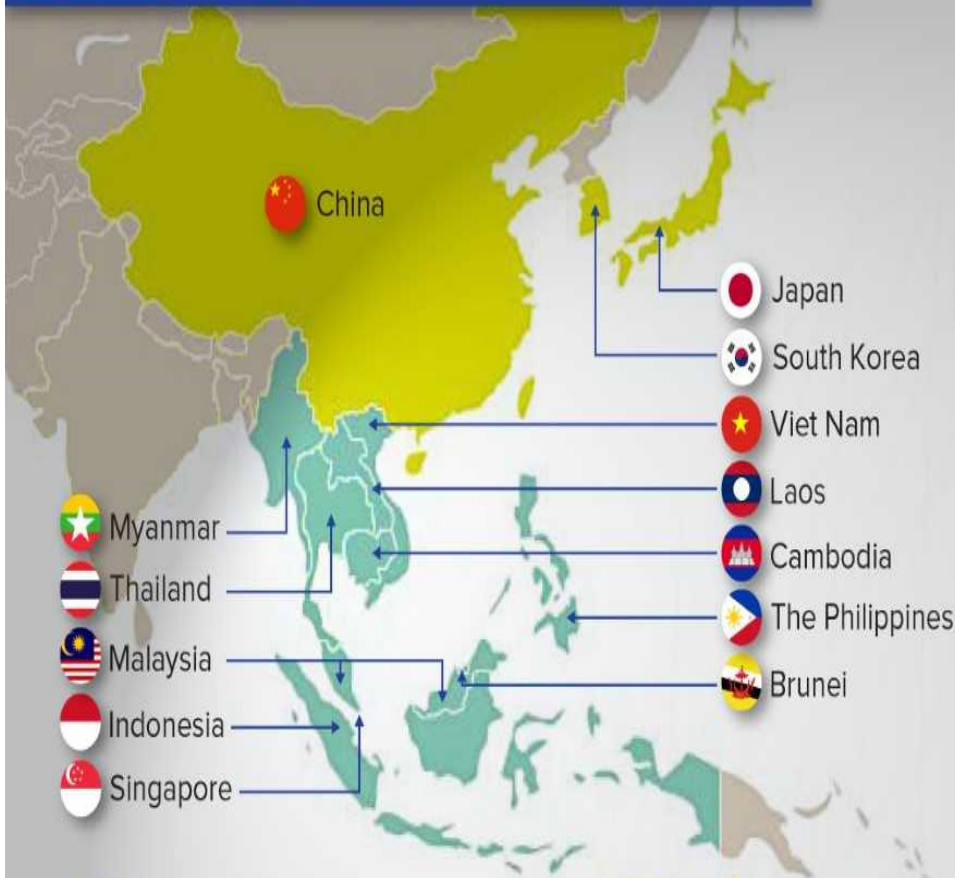 China
Japan
South Korea
Viet Nam
Laos
Cambodia
The Philippines
Brunei
Myanmar
Thailand
Malaysia
Indonesia
Singapore